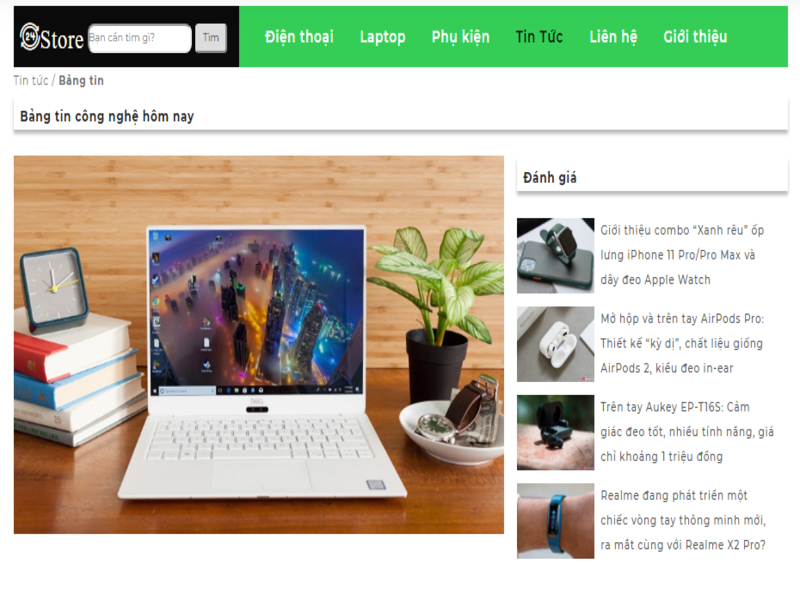 24 Store Bạn cần tìm gì? Tìm Điện thoại Laptop Phụ kiện Tin Tức Liên hệ Giới thiệu
Tin tức / Bảng tin
Bảng tin công nghệ hôm nay
DELL
Đánh giá
Giới thiệu combo “Xanh rêu” ốp
lưng iPhone 11 Pro/Pro Max và
dây đeo Apple Watch
Mở hộp và trên tay AirPods Pro:
Thiết kế “kỳ dị”, chất liệu giống
AirPods 2, kiểu đeo in-ear
Trên tay Aukey EP-T16S: Cảm
giác đeo tốt, nhiều tính năng, giá
chỉ khoảng 1 triệu đồng
Realme đang phát triển một
chiếc vòng tay thông minh mới,
ra mắt cùng với Realme X2 Pro?